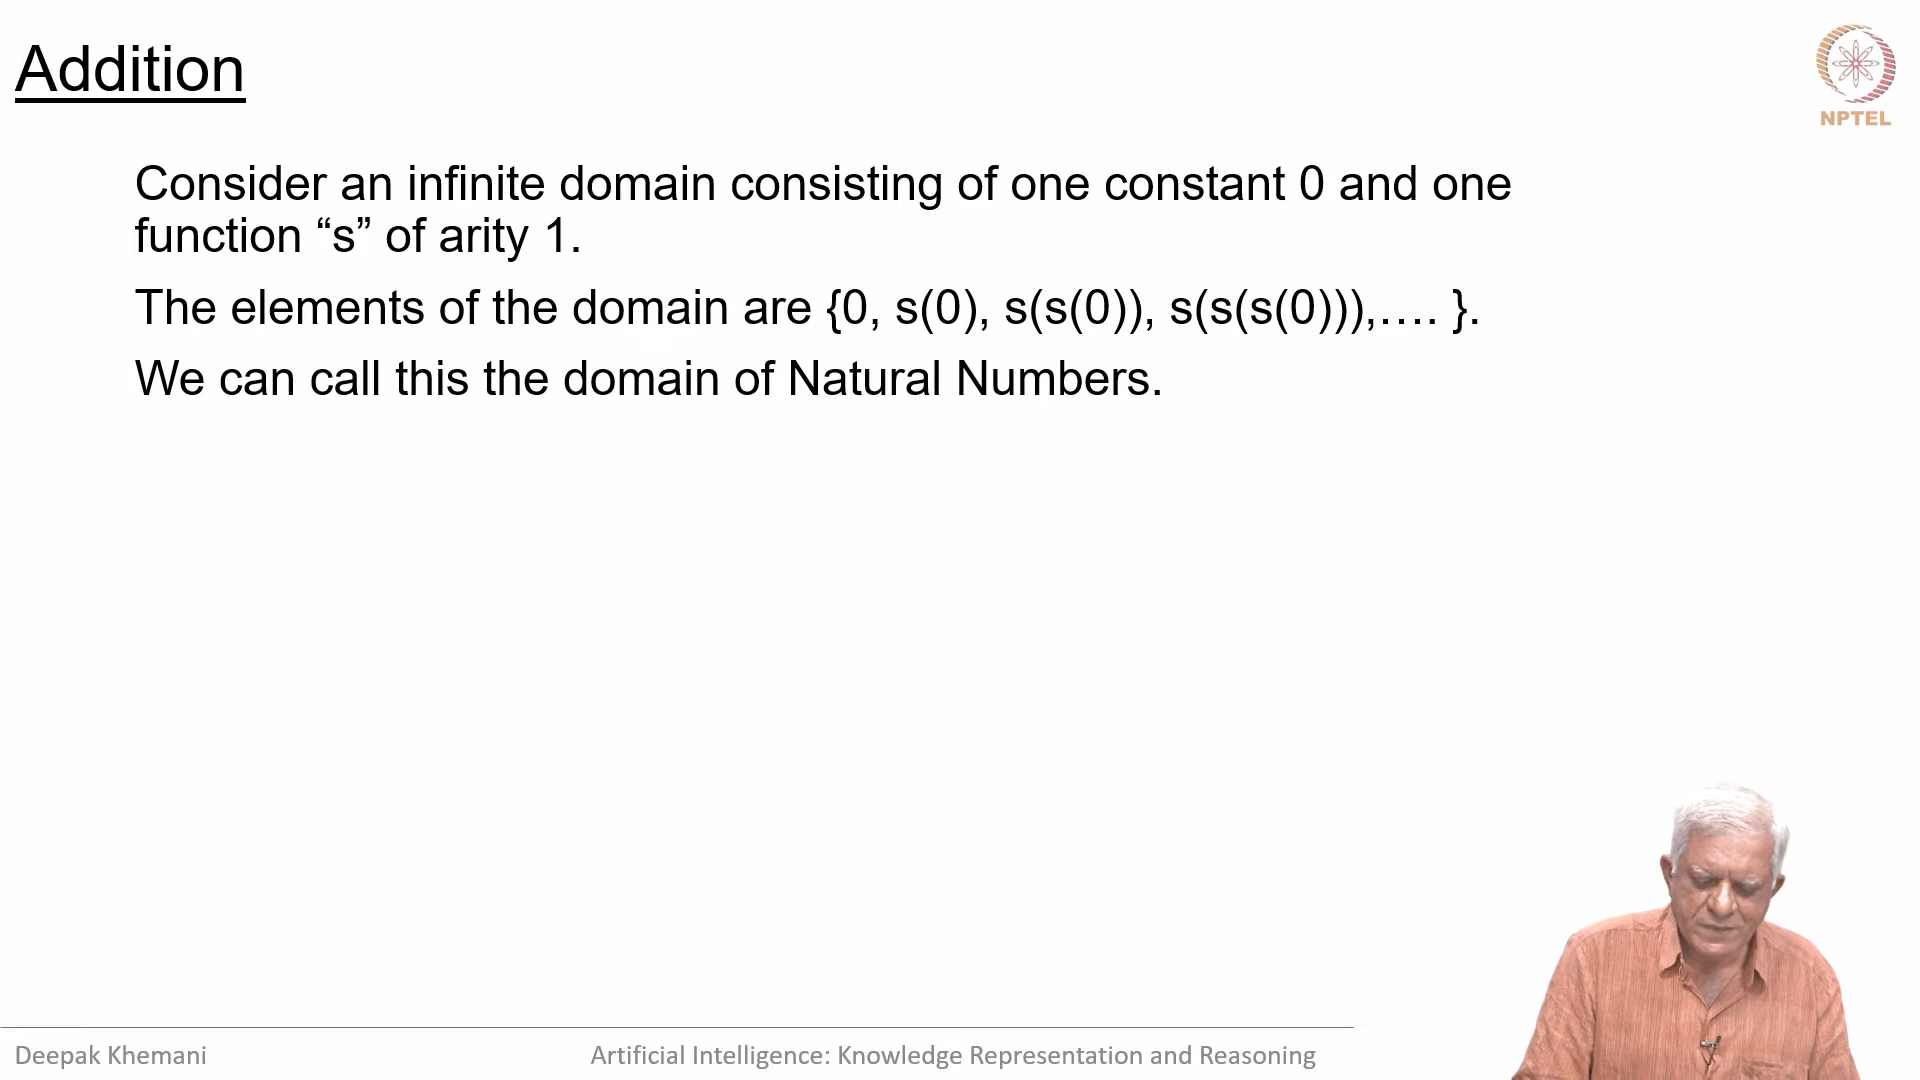 Addition
NPTEL
Consider an infinite domain consisting of one constant 0 and one
function “s” of arity 1.
The elements of the domain are {0, s(0), s(s(0)), s(s(s(0))),…. }.
We can call this the domain of Natural Numbers.
Deepak Khemani
Artificial Intelligence: Knowledge Representation and Reasoning